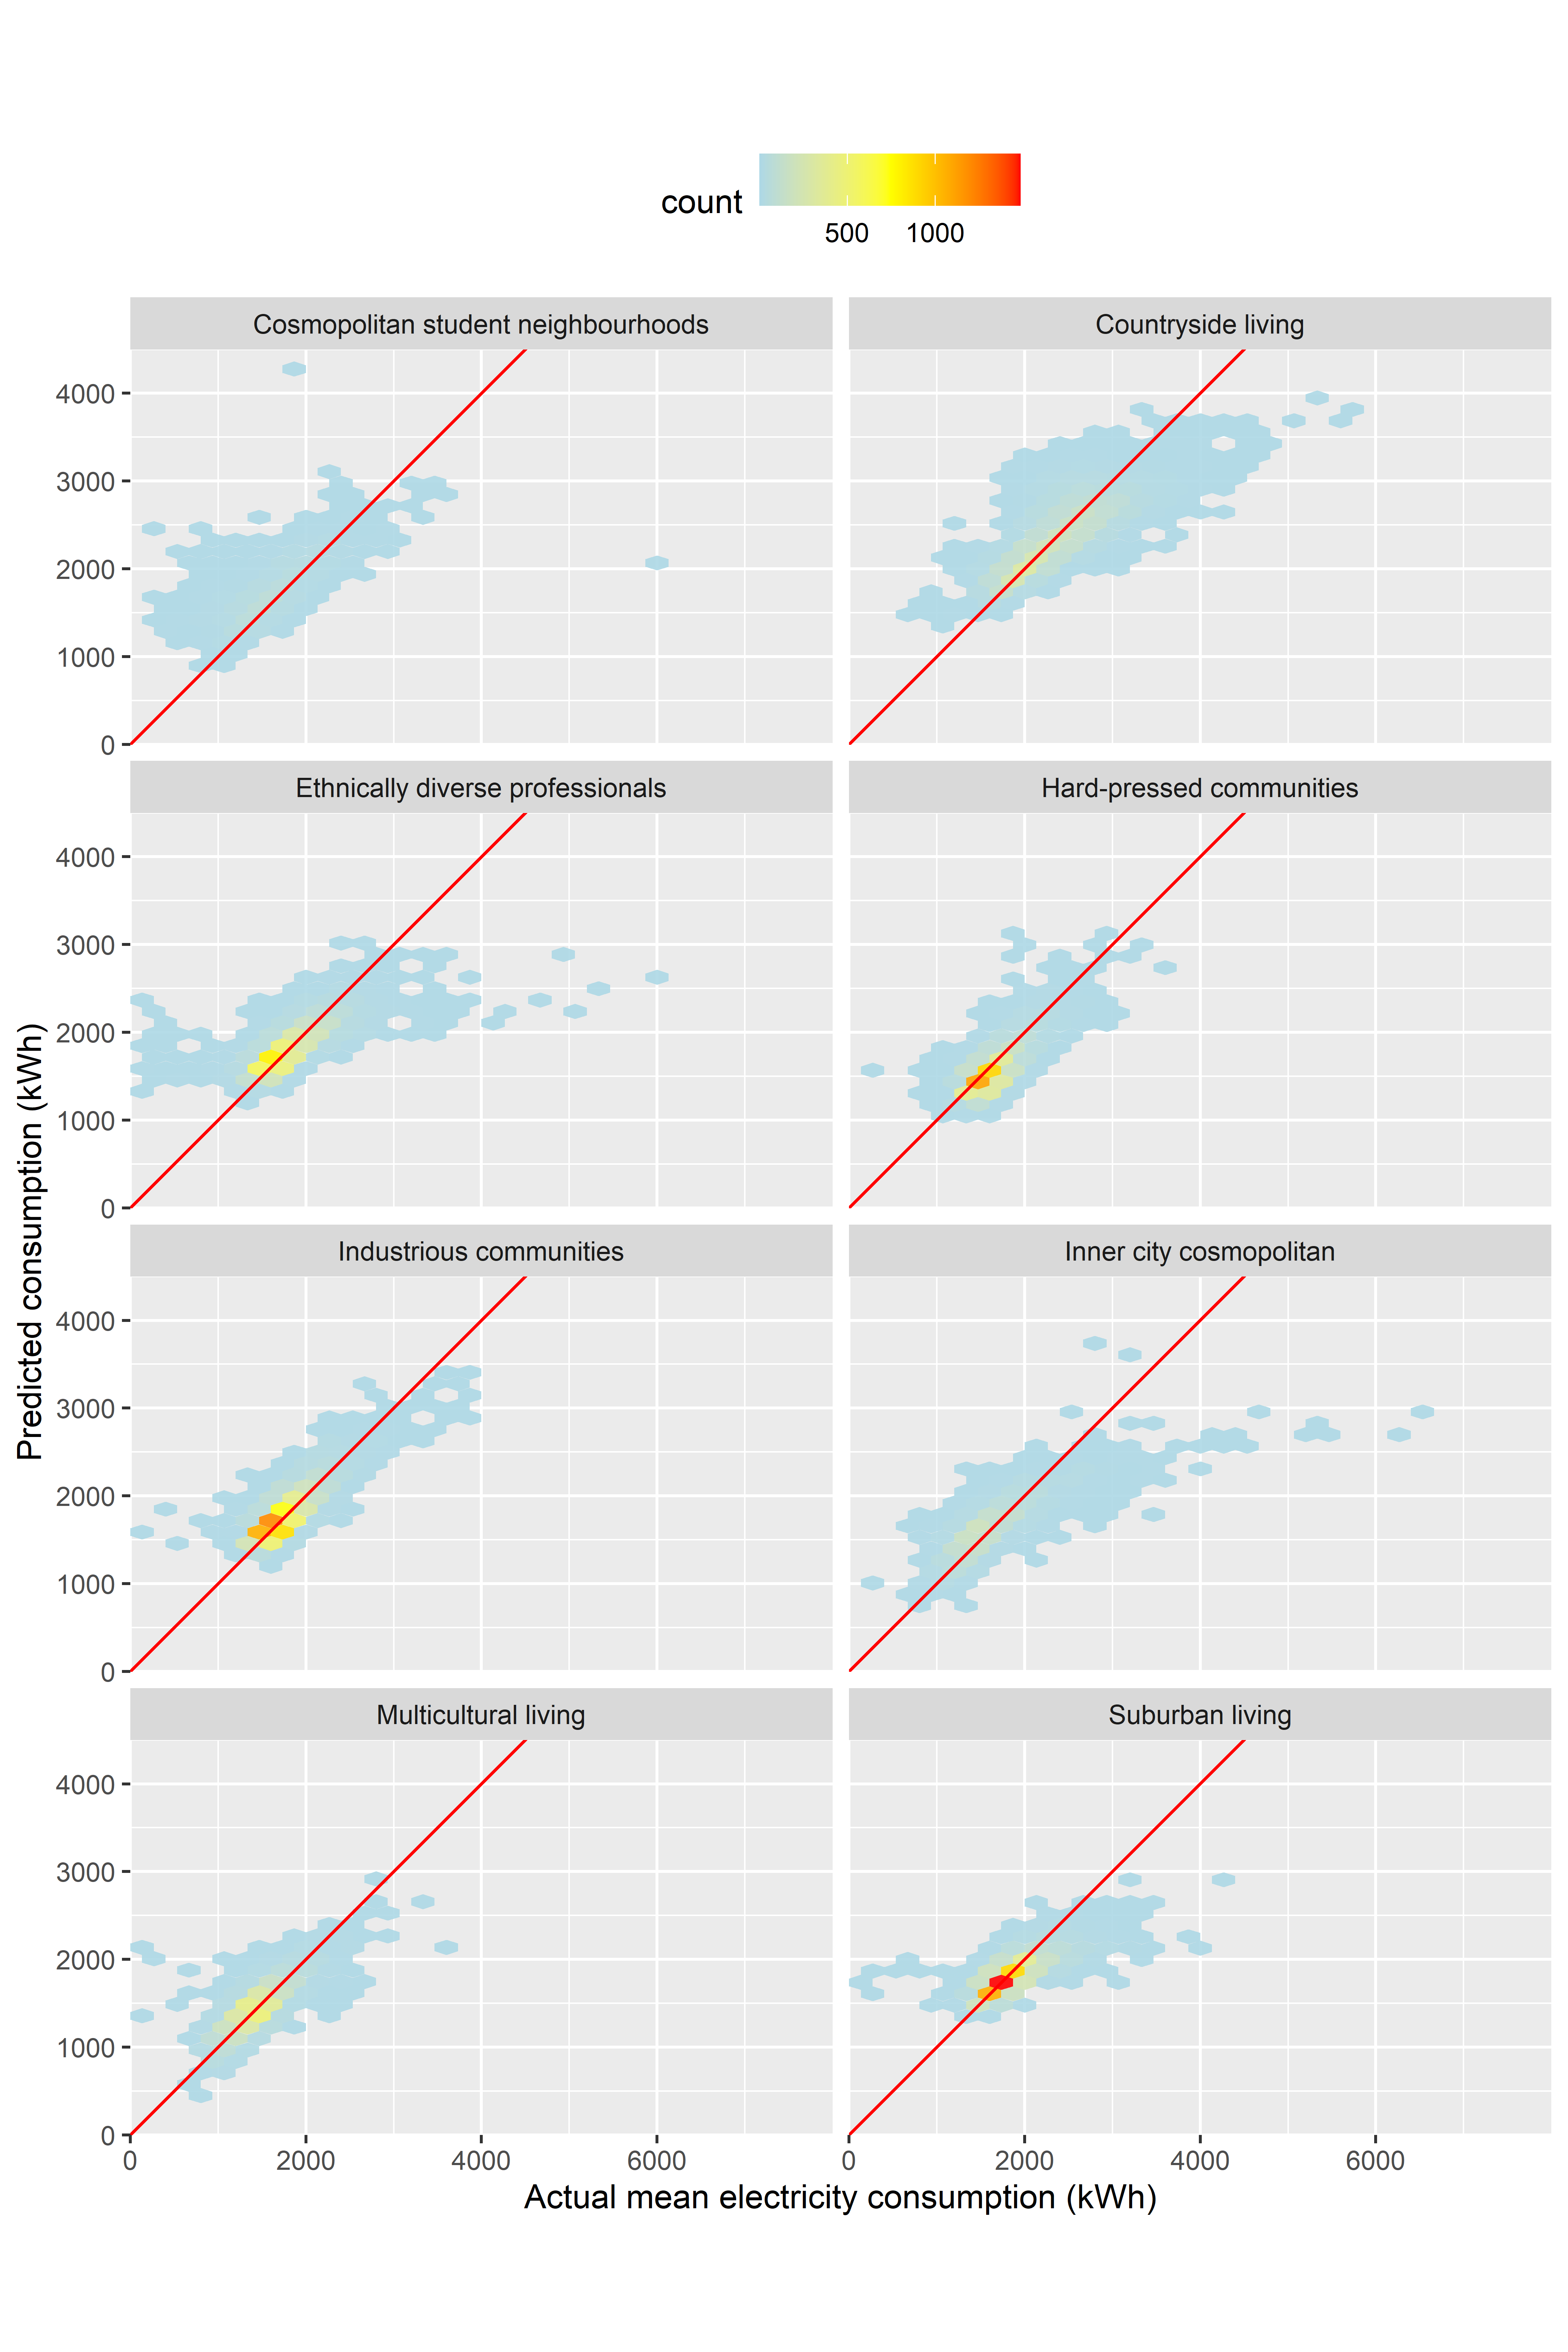 count
500 1000
Cosmopolitan student neighbourhoods
Countryside living
4000
3000
2000
1000
0
Ethnically diverse professionals
Hard-pressed communities
4000
3000
2000
1000
0
Predicted consumption (kWh)
Industrious communities
Inner city cosmopolitan
4000
3000
2000
1000
0
Multicultural living
Suburban living
4000
3000
2000
1000
0
0 2000 4000 6000
0 2000 4000 6000
Actual mean electricity consumption (kWh)